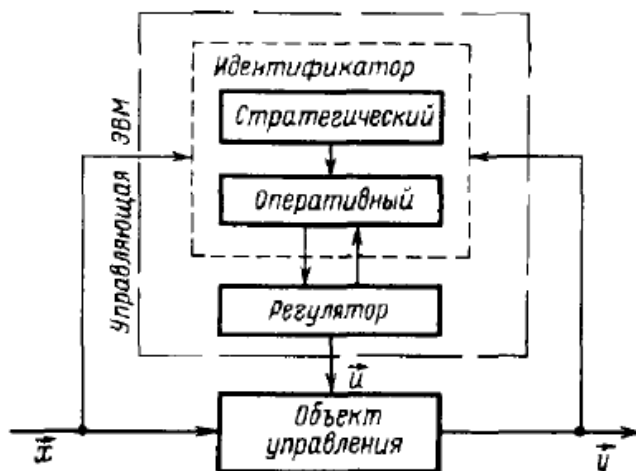 Идентификатор
Стратегический
Оперативный
Управляющая ЭВМ
Регулятор
u⃗
Объект
управления
x⃗
y⃗